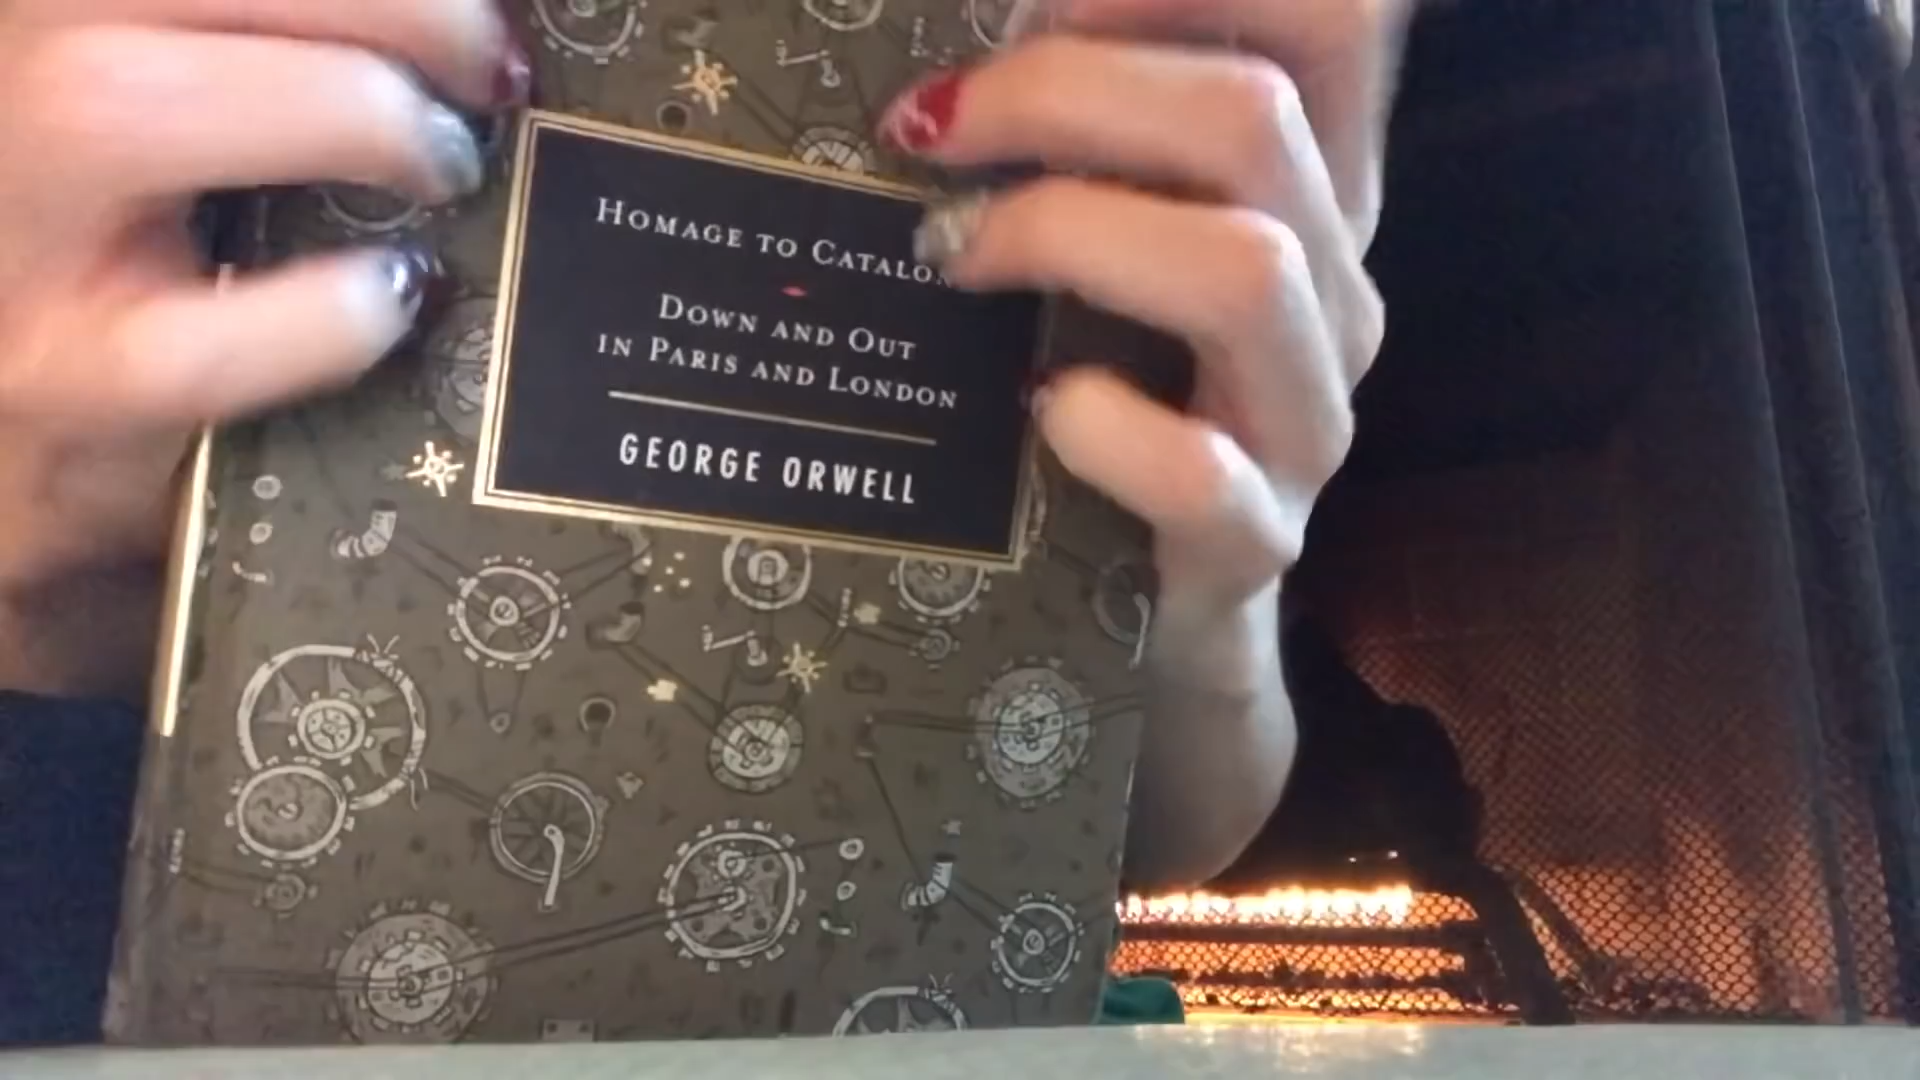 HOMAGE TO CATALON
DOWN AND OUT
IN PARIS AND LONDON
GEORGE ORWELL